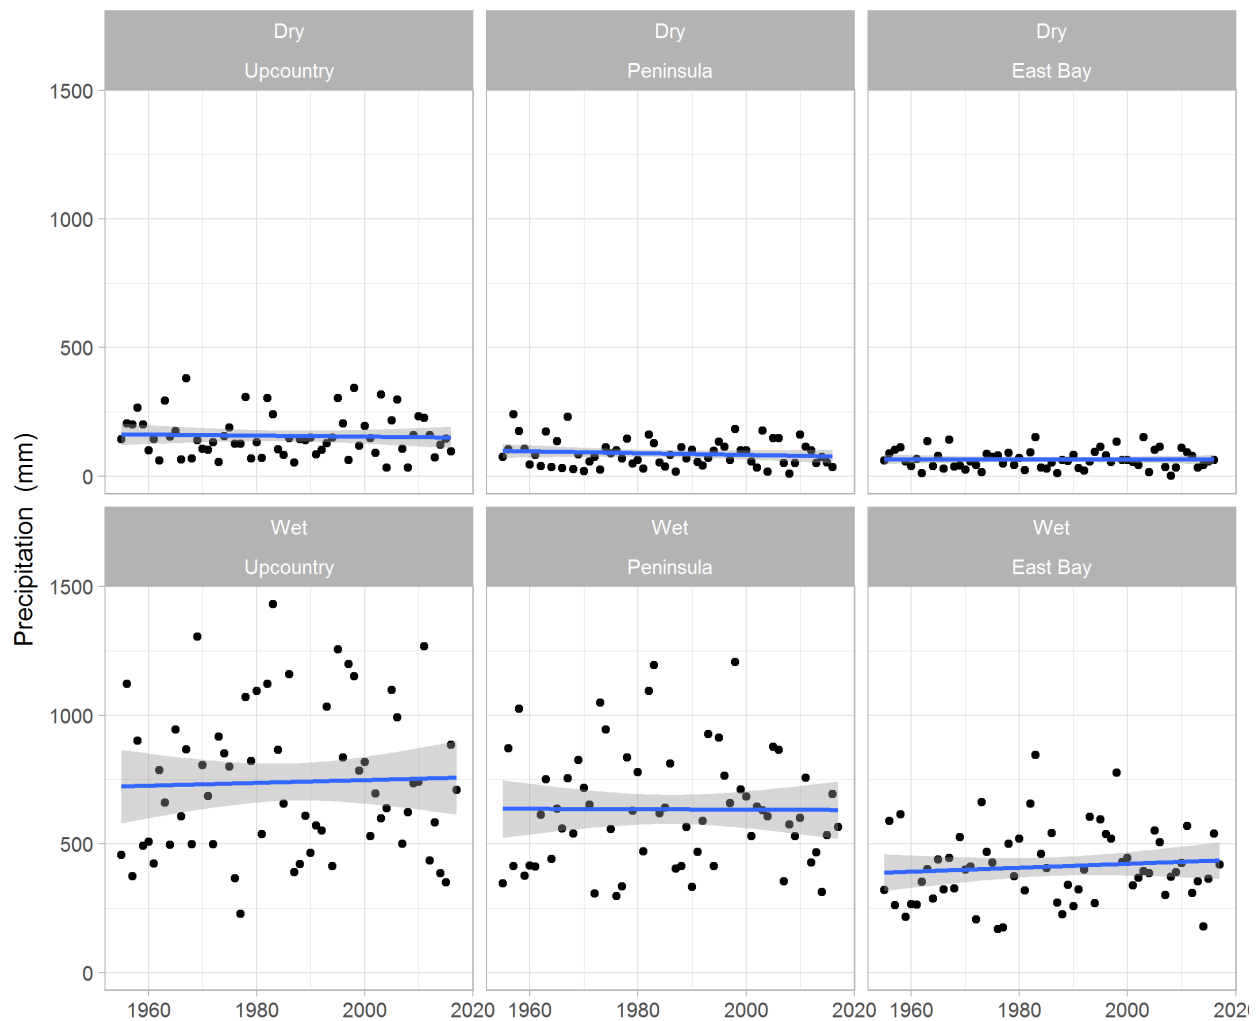 Dry Dry Dry
Upcountry Peninsula East Bay
1500
1000
500
0
Precipitation (mm)
Wet Wet Wet
Upcountry Peninsula East Bay
1500
1000
500
0
1960 1980 2000 2020 1960 1980 2000 2020 1960 1980 2000 202